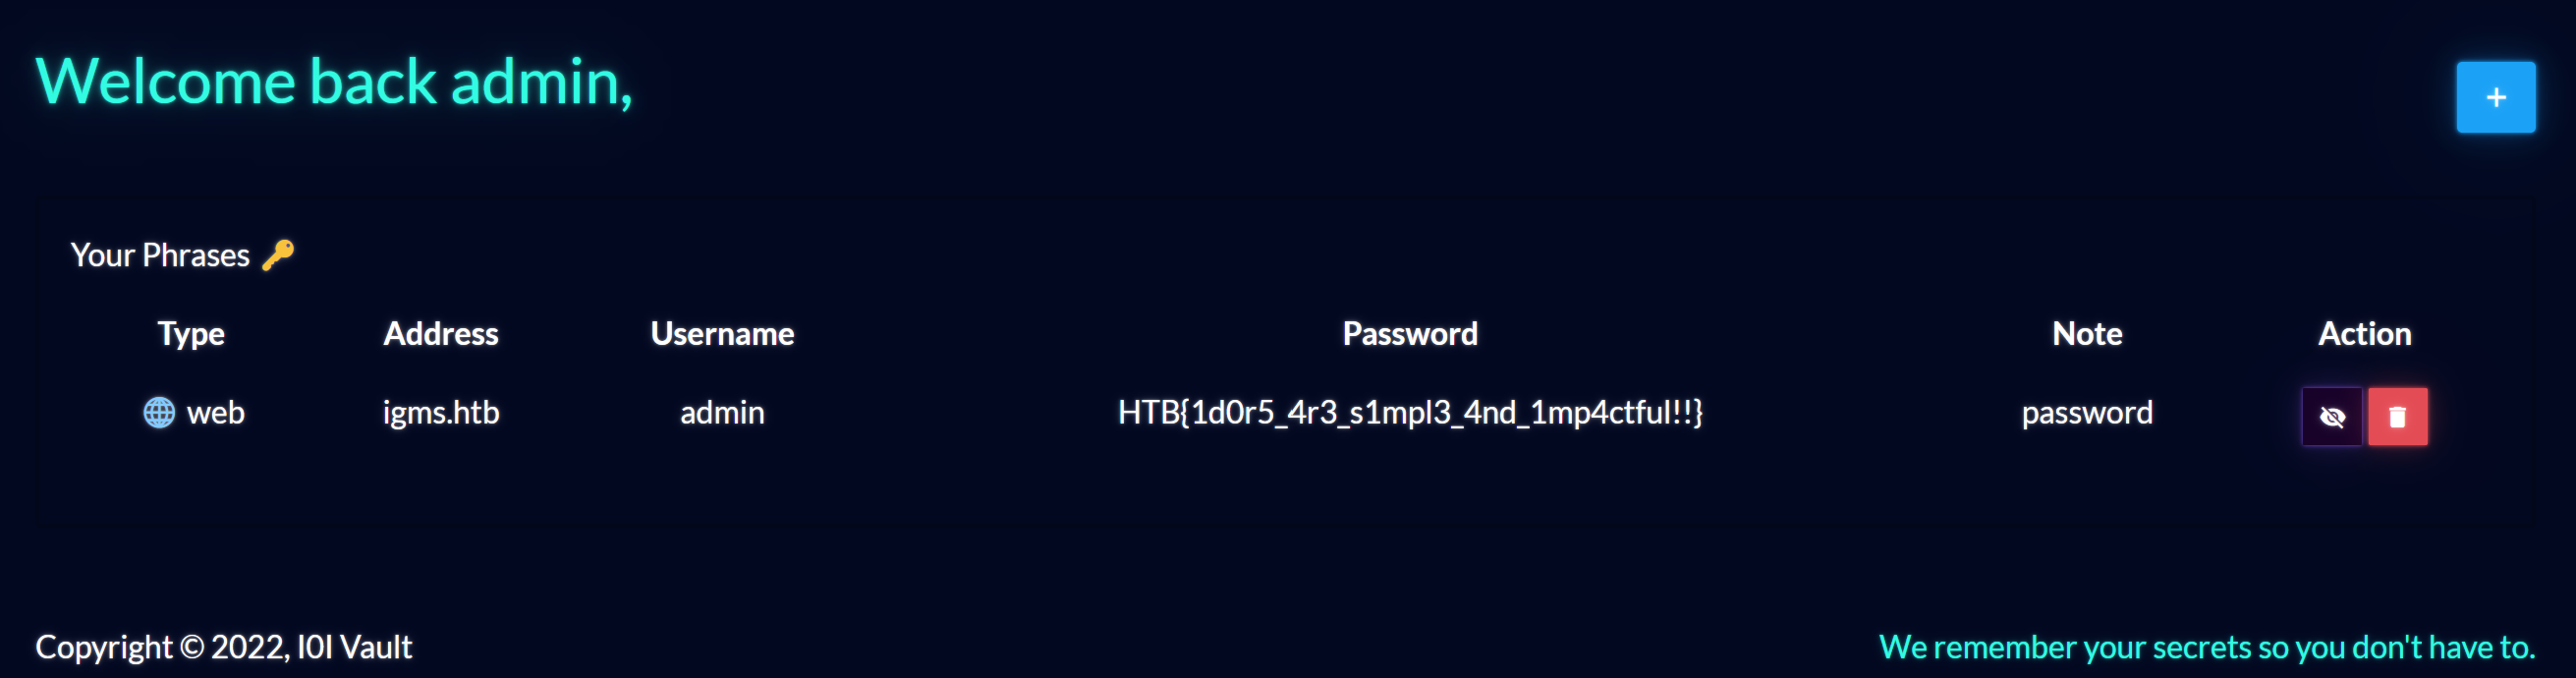 Welcome back admin,
+
Your Phrases 🔑
Type Address Username Password Note Action
web igms.htb admin HTB{1d0r5_4r3_s1mpl3_4nd_1mp4ctful!!} password
Copyright © 2022, I0I Vault We remember your secrets so you don't have to.